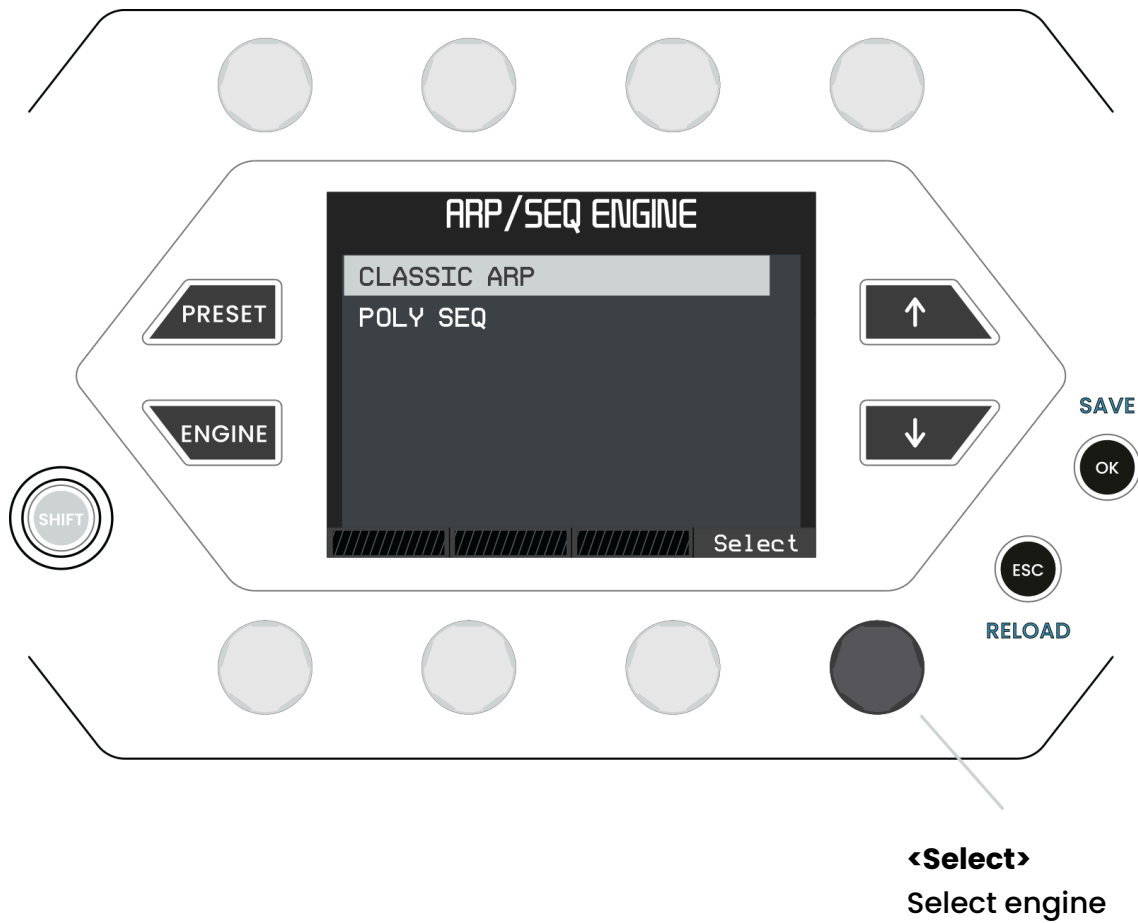 ARP/SEQ ENGINE
CLASSIC ARP
POLY SEQ
PRESET
↑
ENGINE
↓
SAVE
OK
SHIFT
Select
ESC
RELOAD
<Select>
Select engine